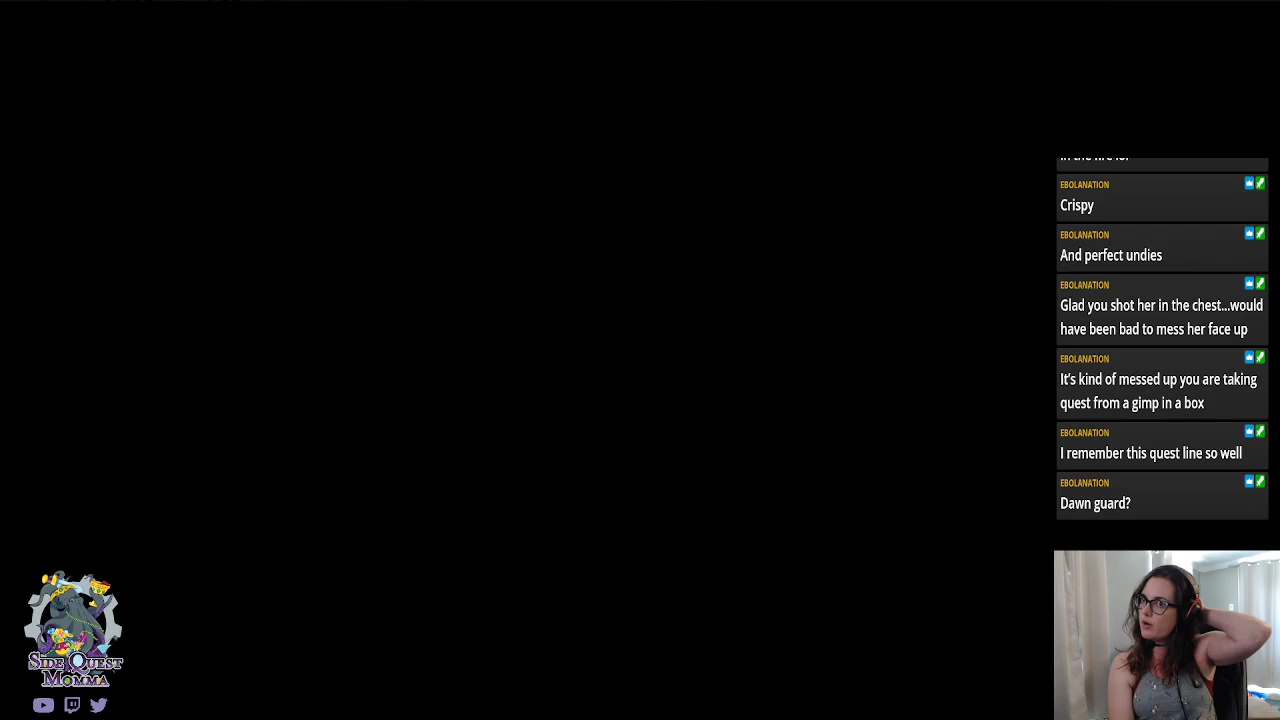 EBOLANATION
Crispy
EBOLANATION
And perfect undies
EBOLANATION
Glad you shot her in the chest...would
have been bad to mess her face up
EBOLANATION
It's kind of messed up you are taking
quest from a gimp in a box
EBOLANATION
I remember this quest line so well
EBOLANATION
Dawn guard?
SIDE QUEST
MOMMA